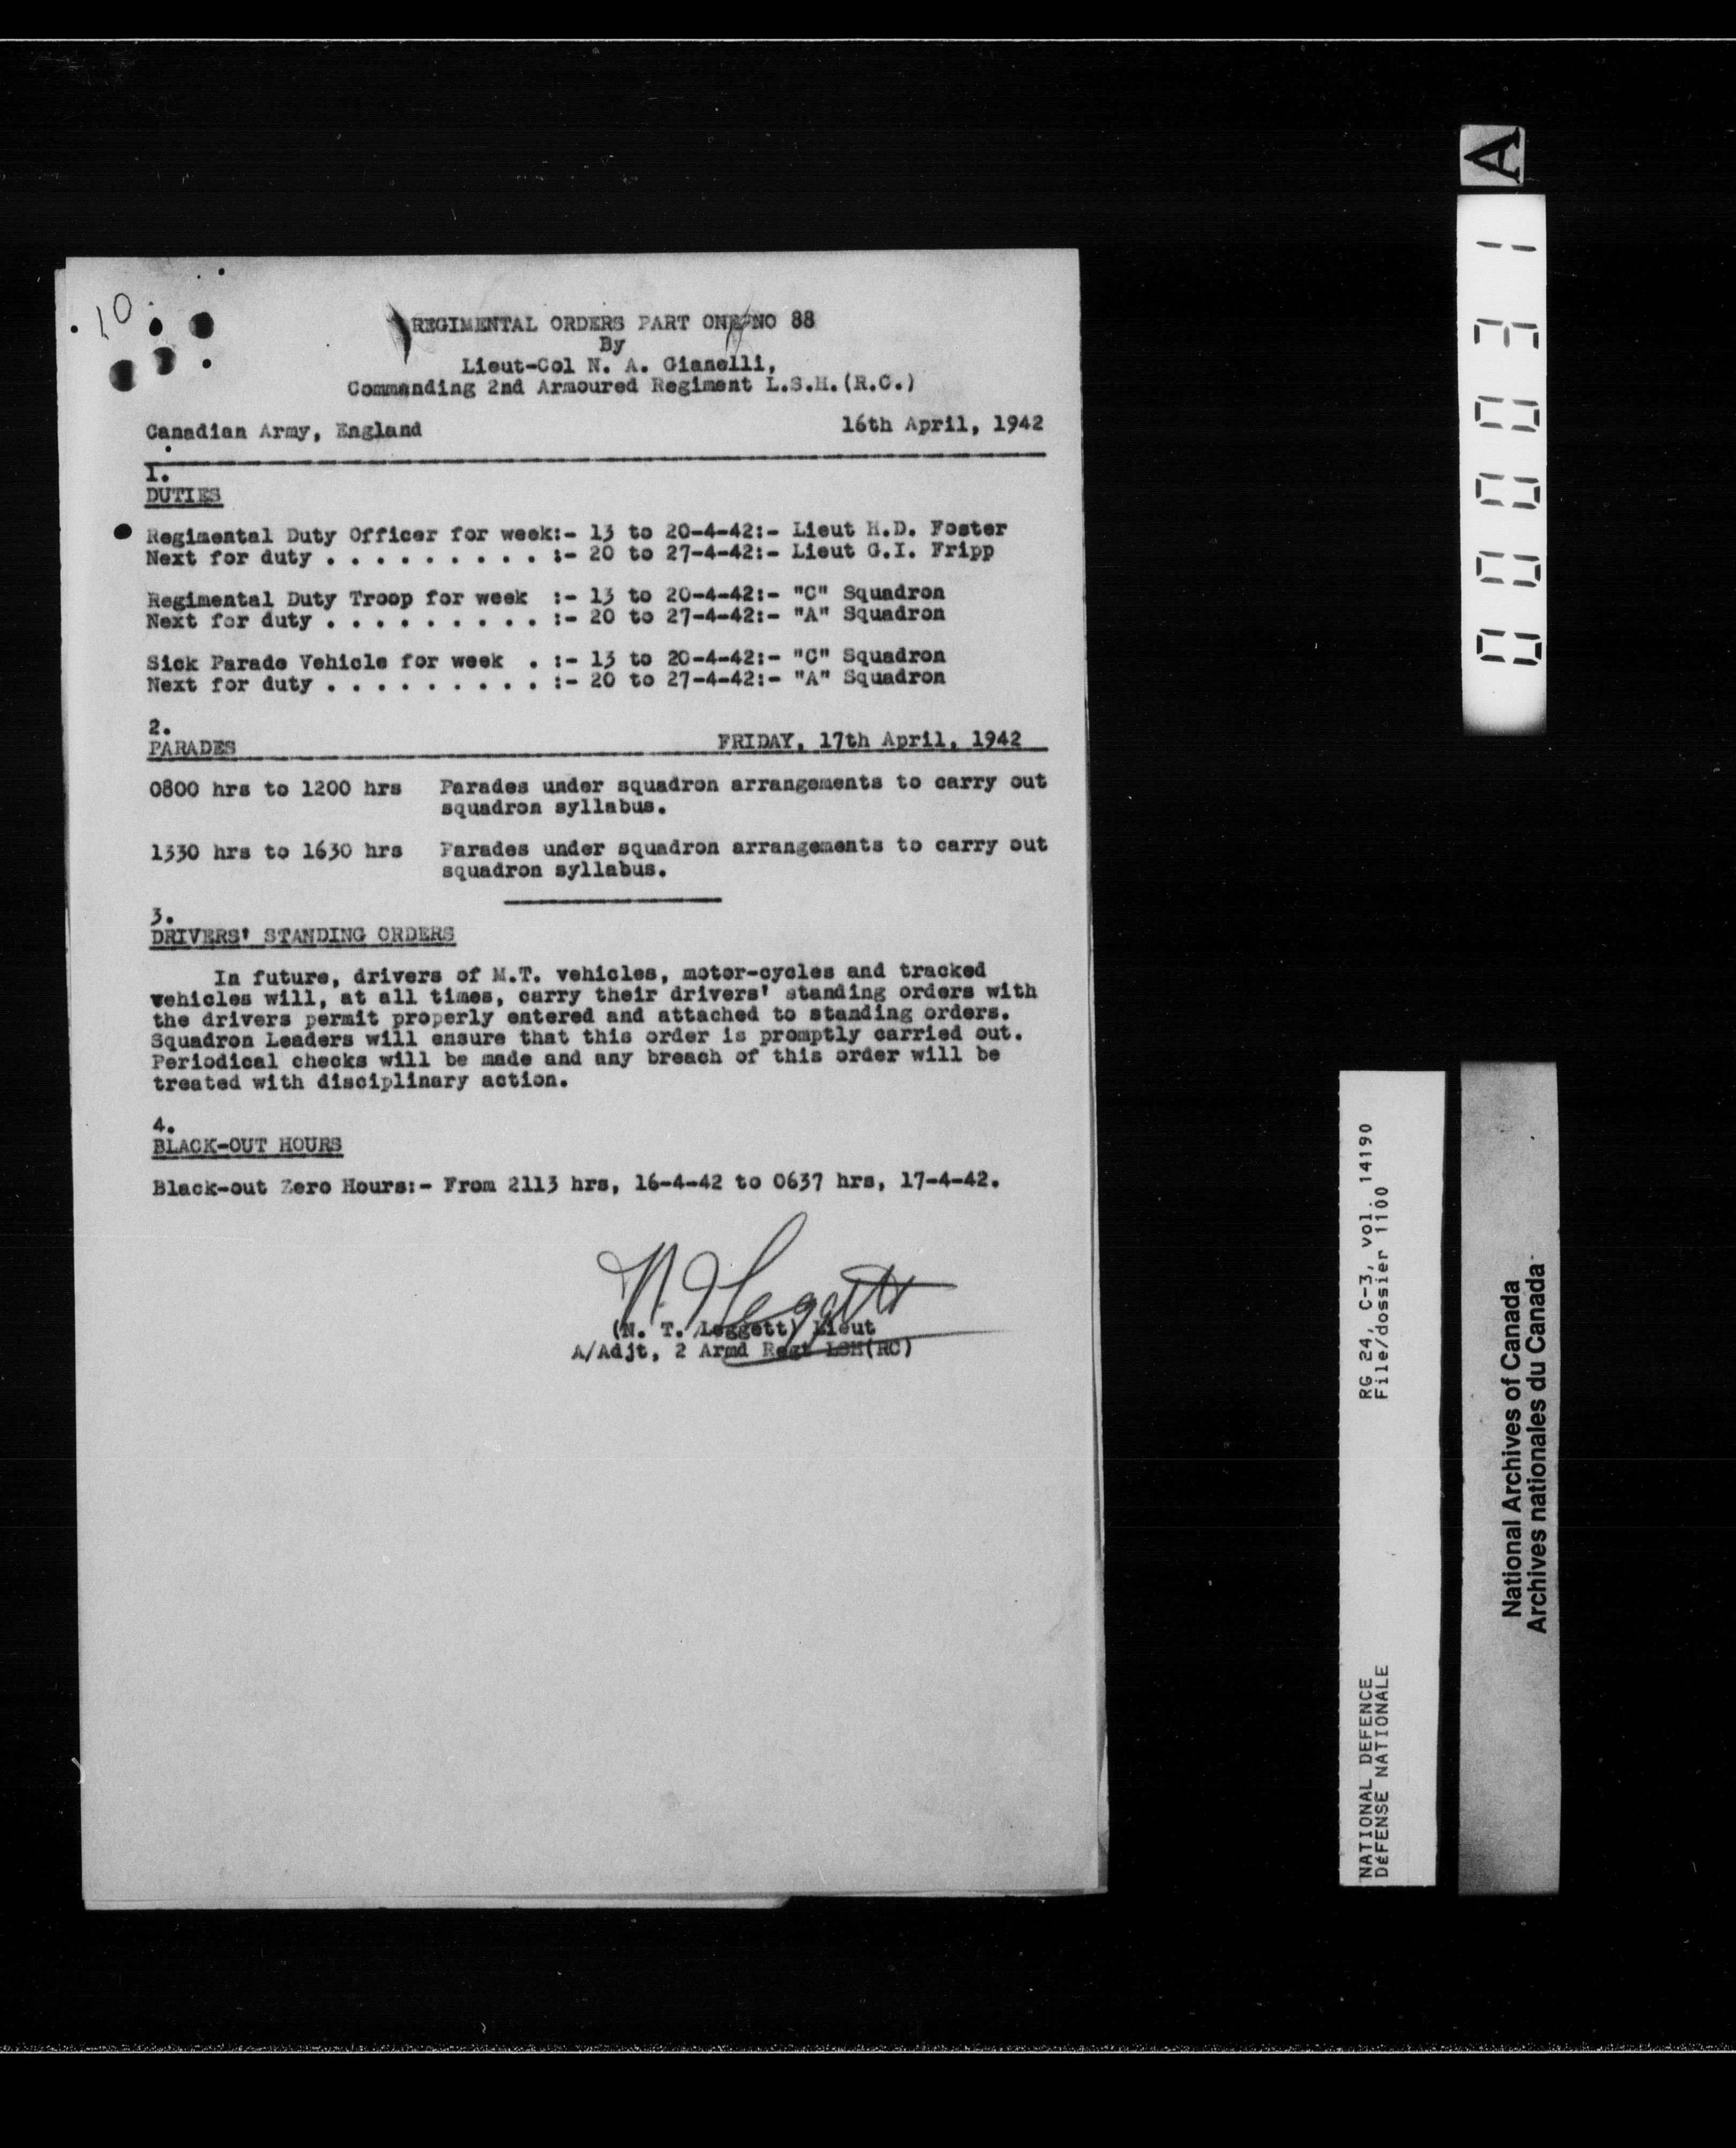 10
REGIMENTAL ORDERS PART ONE NO 88
By
Lieut-Col N. A. Gianelli,
Commanding 2nd Armoured Regiment L.S.H.(R.C.)
Canadian Army, England 16th April, 1942
1.
DUTIES
Regimental Duty Officer for week:- 13 to 20-4-42:- Lieut H.D. Foster
Next for duty . . . . . . . . . . :- 20 to 27-4-42:- Lieut G.I. Fripp
Regimental Duty Troop for week :- 13 to 20-4-42:- "C" Squadron
Next for duty . . . . . . . . . . :- 20 to 27-4-42:- "A" Squadron
Sick Parade Vehicle for week . :- 13 to 20-4-42:- "C" Squadron
Next for duty . . . . . . . . . . :- 20 to 27-4-42:- "A" Squadron
2.
PARADES FRIDAY, 17th April, 1942
0800 hrs to 1200 hrs Parades under squadron arrangements to carry out
squadron syllabus.
1330 hrs to 1630 hrs Parades under squadron arrangements to carry out
squadron syllabus.
3.
DRIVERS' STANDING ORDERS
In future, drivers of M.T. vehicles, motor-cycles and tracked
vehicles will, at all times, carry their drivers' standing orders with
the drivers permit properly entered and attached to standing orders.
Squadron Leaders will ensure that this order is promptly carried out.
Periodical checks will be made and any breach of this order will be
treated with disciplinary action.
4.
BLACK-OUT HOURS
Black-out Zero Hours:- From 2113 hrs, 16-4-42 to 0637 hrs, 17-4-42.
N. Leggett
(N. T. Leggett) Lieut
A/Adjt, 2 Armd Regt LSH(RC)
A
000031
RG 24, C-3, vol. 14190
File/dossier 1100
NATIONAL DEFENCE
DéFENSE NATIONALE
National Archives of Canada
Archives nationales du Canada